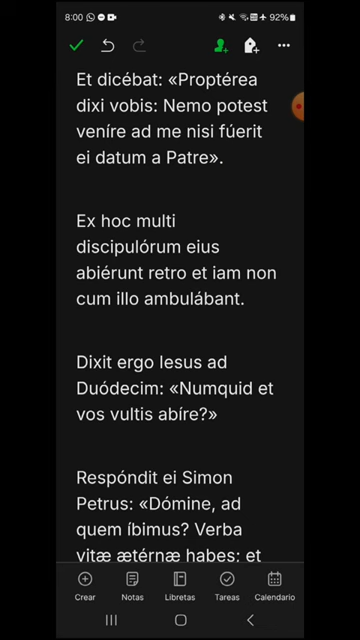 8:00
92%
Et dicébat: «Proptérea
dixi vobis: Nemo potest
veníre ad me nisi fúerit
ei datum a Patre».
Ex hoc multi
discipulórum eius
abiérunt retro et iam non
cum illo ambulábant.
Dixit ergo Iesus ad
Duódecim: «Numquid et
vos vultis abíre?»
Respóndit ei Simon
Petrus: «Dómine, ad
quem íbimus? Verba
vitæ ætérnæ habes; et
Crear Notas Libretas Tareas Calendario